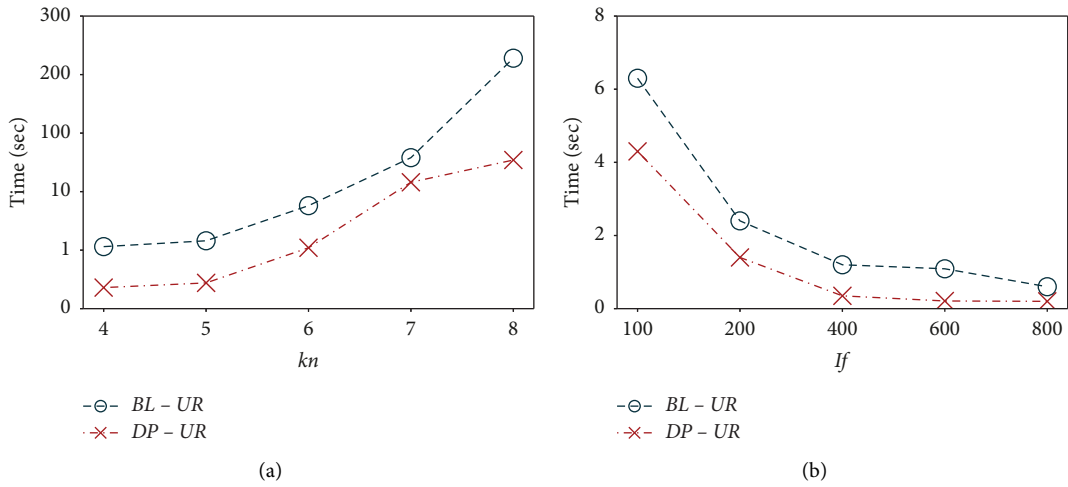 Time (sec)
300
200
100
10
1
0
4 5 6 7 8
kn
BL – UR
DP – UR
(a)
Time (sec)
8
6
4
2
0
100 200 400 600 800
If
BL – UR
DP – UR
(b)